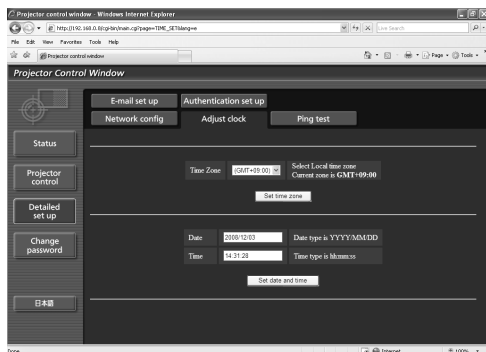 Projector control window - Windows Internet Explorer
http://192.168.0.8/cgi-bin/main.cgi?page=TIME_SET&lang=e
Live Search
File Edit View Favorites Tools Help
Projector control window
Page Tools
Projector Control Window
E-mail set up Authentication set up
Network config Adjust clock Ping test
Status
Projector control
Detailed set up
Change password
日本語
Time Zone (GMT+09:00) Select Local time zone
Current zone is GMT+09:00
Set time zone
Date 2008/12/03 Date type is YYYY/MM/DD
Time 14:31:28 Time type is hh:mm:ss
Set date and time
Done Internet 100%